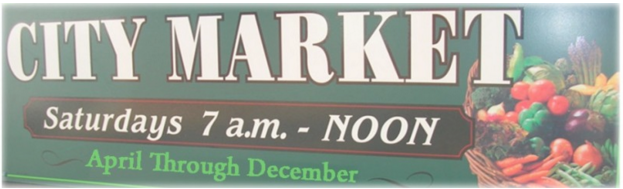 CITY MARKET
Saturdays 7 a.m. - NOON
April Through December